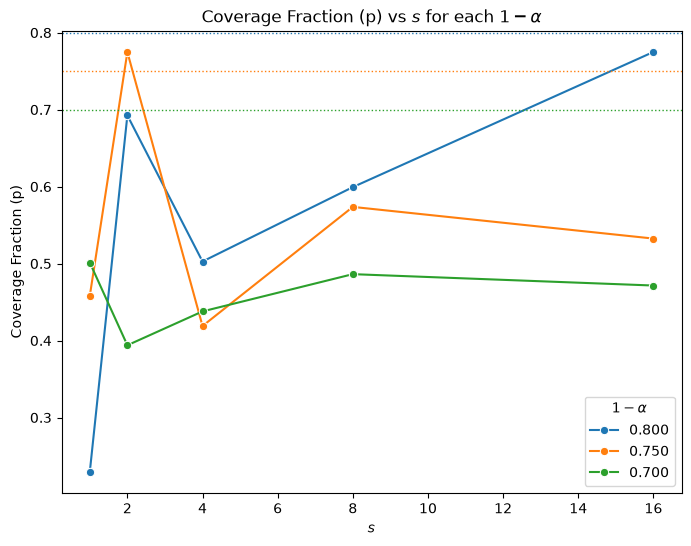 Coverage Fraction (p) vs s for each 1 − α
0.8
0.7
0.6
0.5
0.4
0.3
Coverage Fraction (p)
2 4 6 8 10 12 14 16
s
1 − α
0.800
0.750
0.700